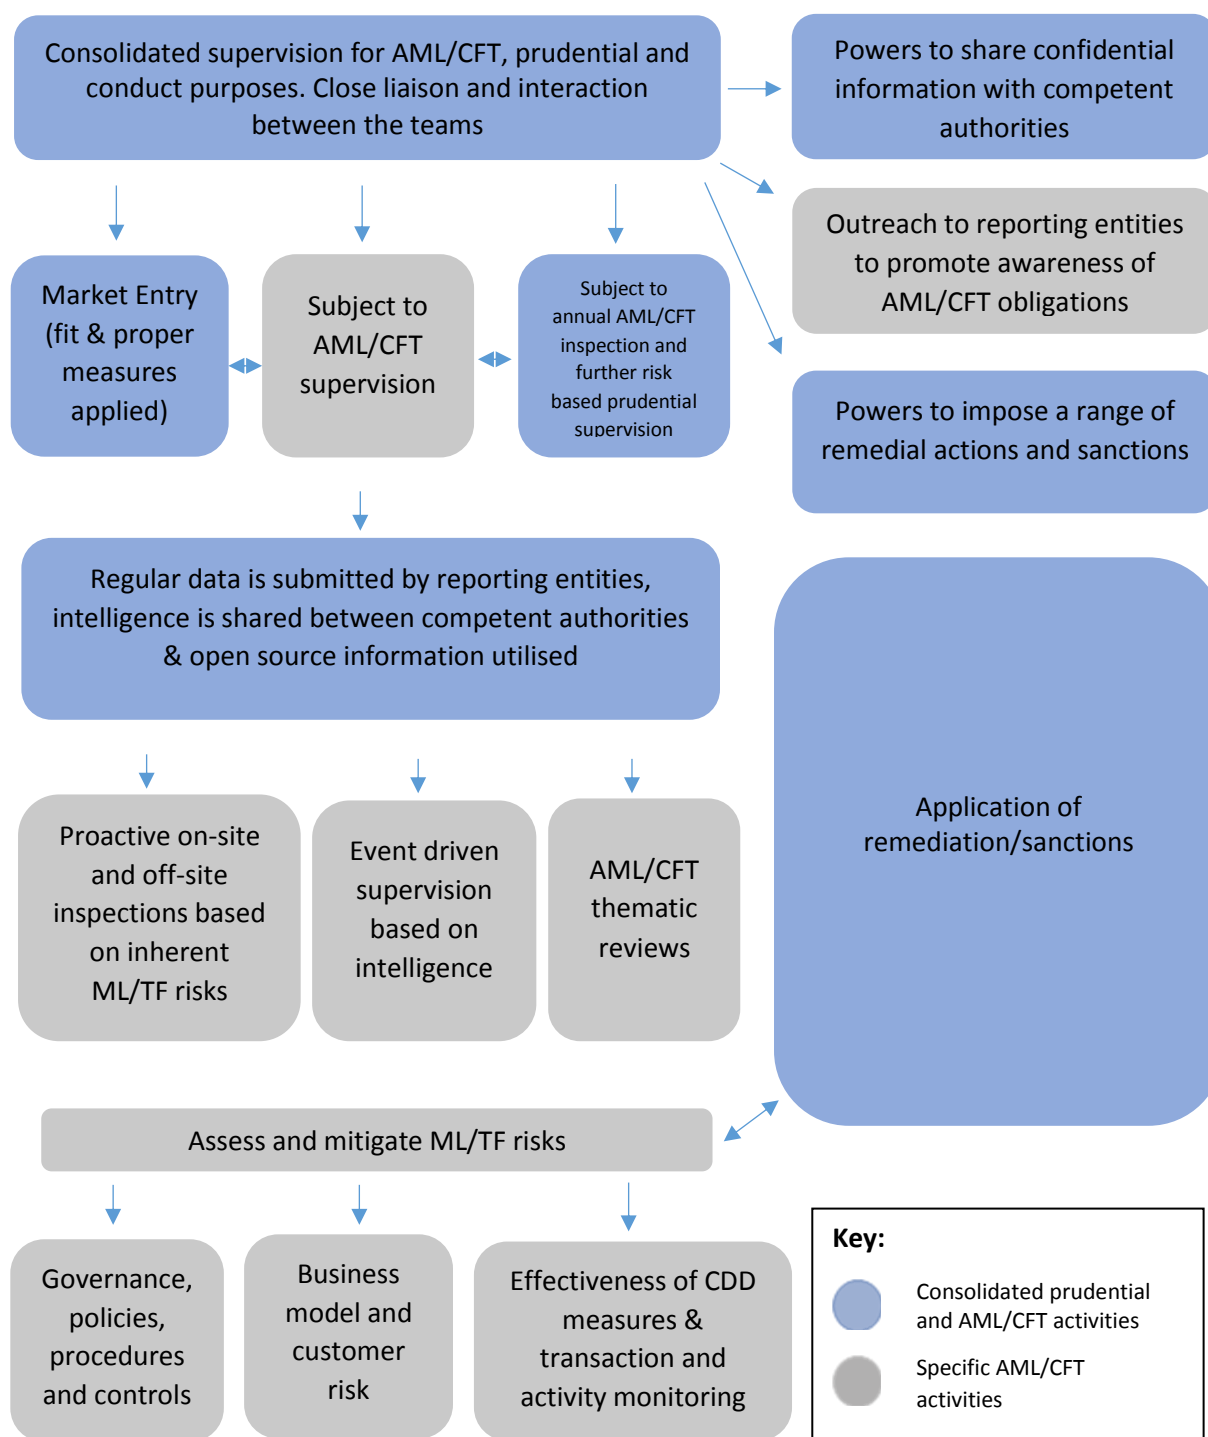 Consolidated supervision for AML/CFT, prudential and
conduct purposes. Close liaison and interaction
between the teams
Powers to share confidential
information with competent
authorities
Outreach to reporting entities
to promote awareness of
AML/CFT obligations
Market Entry
(fit & proper
measures
applied)
Subject to
AML/CFT
supervision
Subject to
annual AML/CFT
inspection and
further risk
based prudential
supervision
Powers to impose a range of
remedial actions and sanctions
Regular data is submitted by reporting entities,
intelligence is shared between competent authorities
& open source information utilised
Proactive on-site
and off-site
inspections based
on inherent
ML/TF risks
Event driven
supervision
based on
intelligence
AML/CFT
thematic
reviews
Application of
remediation/sanctions
Assess and mitigate ML/TF risks
Governance,
policies,
procedures
and controls
Business
model and
customer
risk
Effectiveness of CDD
measures &
transaction and
activity monitoring
Key:
Consolidated prudential
and AML/CFT activities
Specific AML/CFT
activities